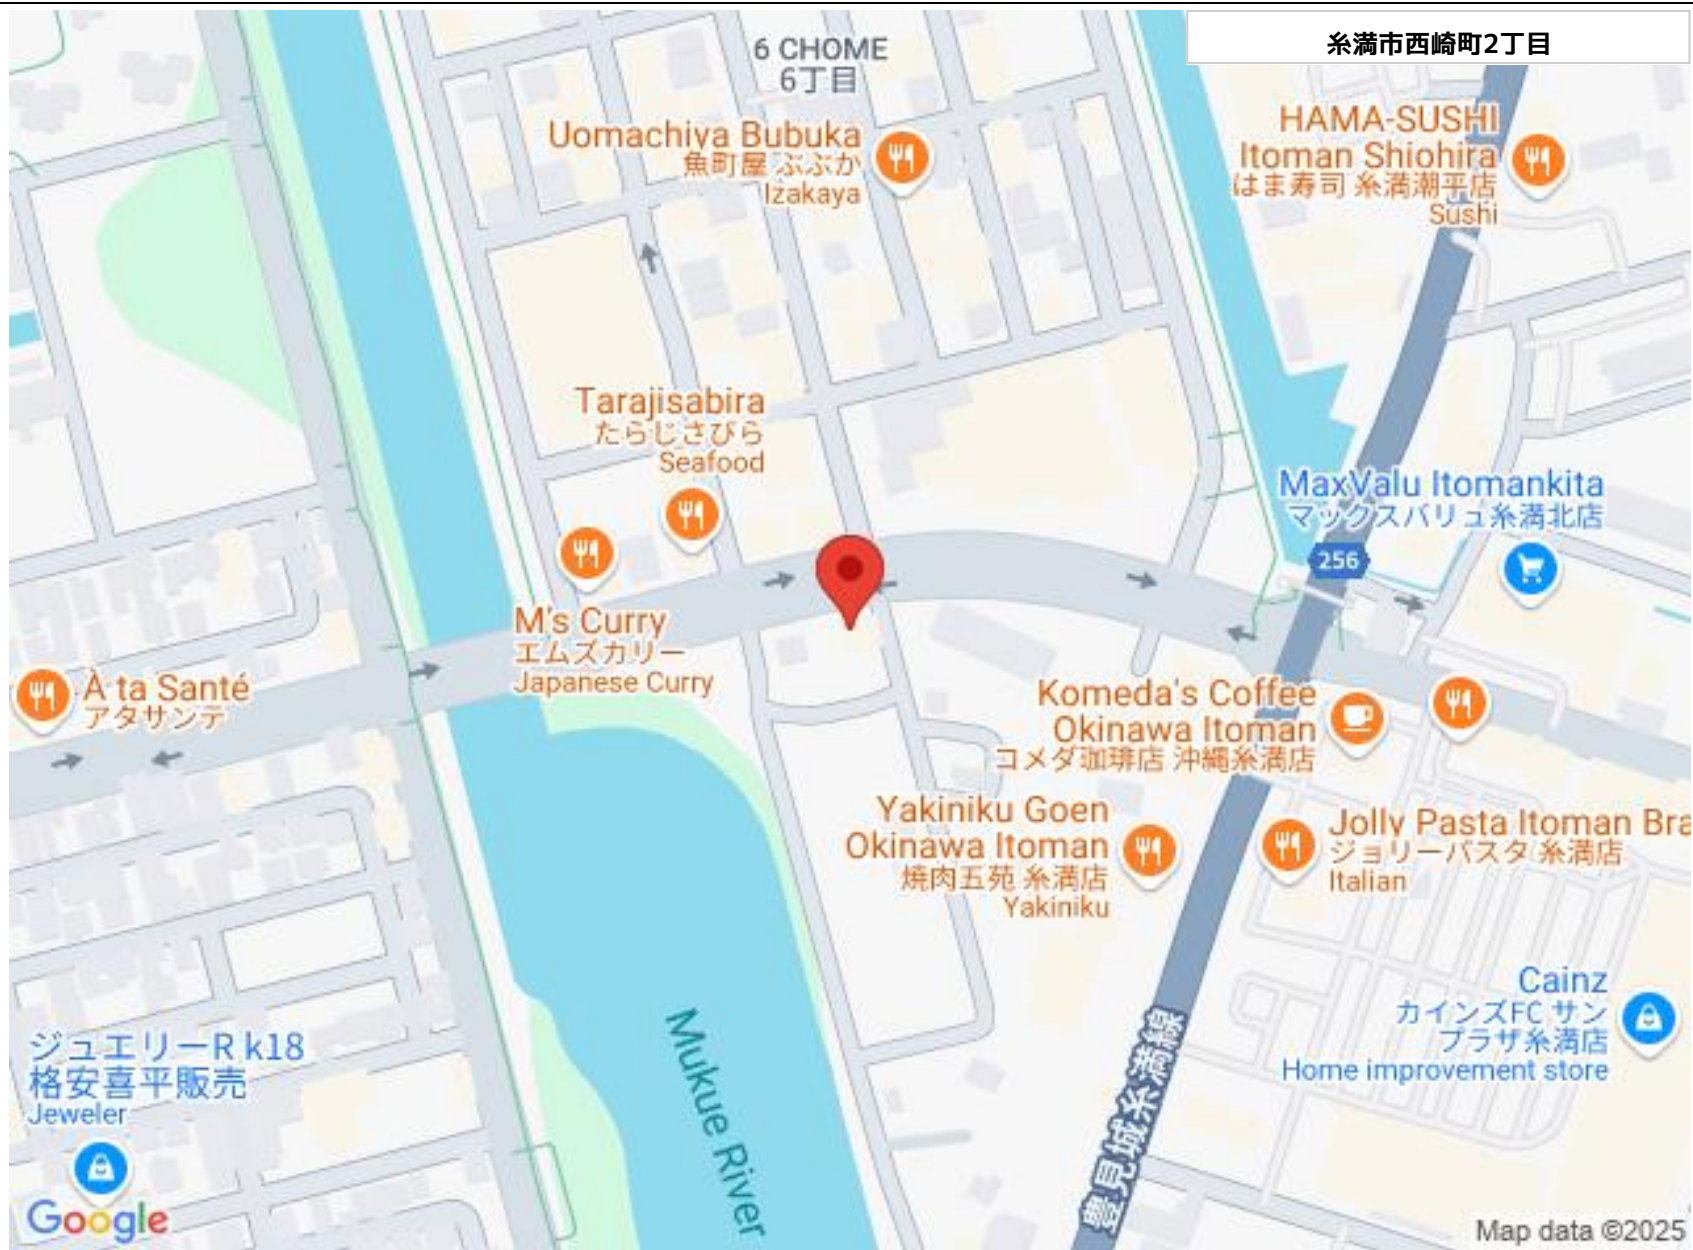 糸満市西崎町2丁目
6 CHOME
6丁目
Uomachiya Bubuka
魚町屋 ぶぶか
Izakaya
HAMA-SUSHI
Itoman Shiohira
はま寿司 糸満潮平店
Sushi
Tarajisabira
たらじさびら
Seafood
MaxValu Itomankita
マックスバリュ糸満北店
256
M's Curry
エムズカリー
Japanese Curry
À ta Santé
アタサンテ
Komeda's Coffee
Okinawa Itoman
コメダ珈琲店 沖縄糸満店
Yakiniku Goen
Okinawa Itoman
焼肉五苑 糸満店
Yakiniku
Jolly Pasta Itoman Bra
ジョリーパスタ 糸満店
Italian
Cainz
カインズFC サン
プラザ糸満店
Home improvement store
ジュエリーR k18
格安喜平販売
Jeweler
Mukue River
豊見城糸満線
Google
Map data ©2025